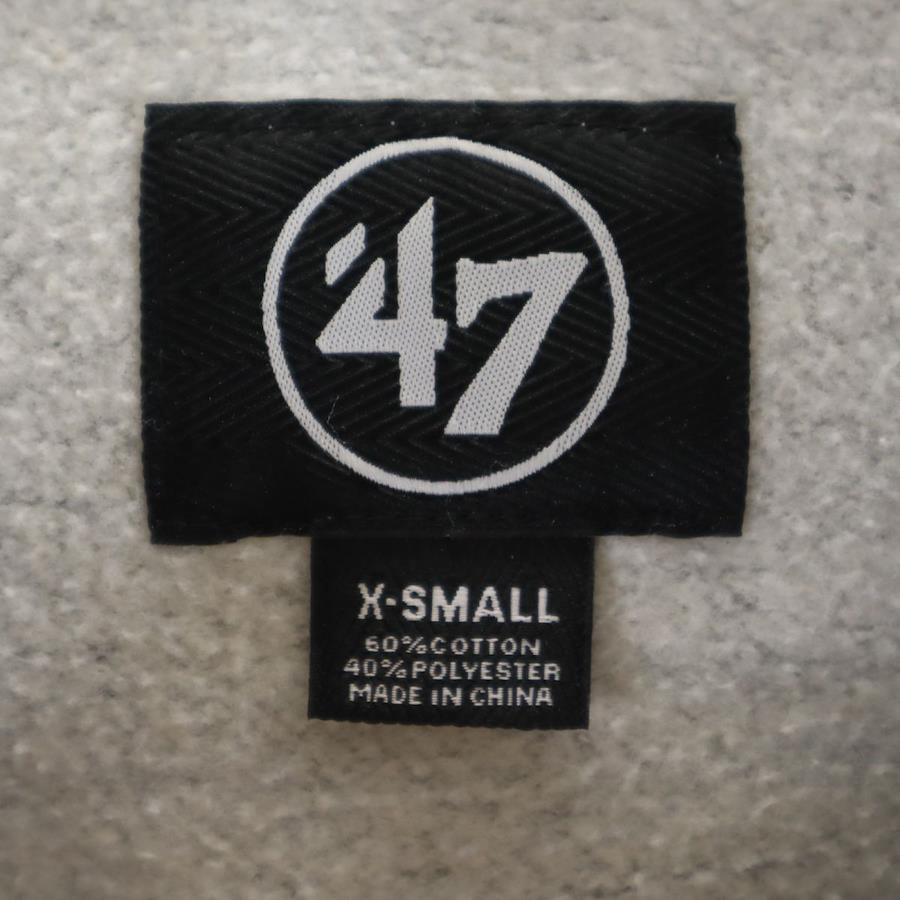 '47
X-SMALL
60%COTTON
40%POLYESTER
MADE IN CHINA